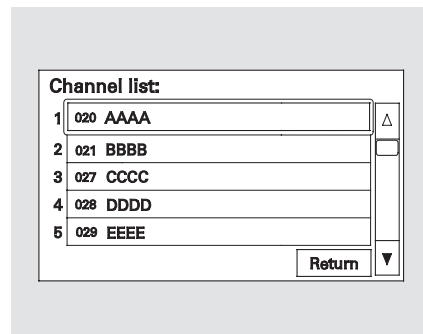 Channel list:
1 020 AAAA
2 021 BBBB
3 027 CCCC
4 028 DDDD
5 029 EEEE
Return